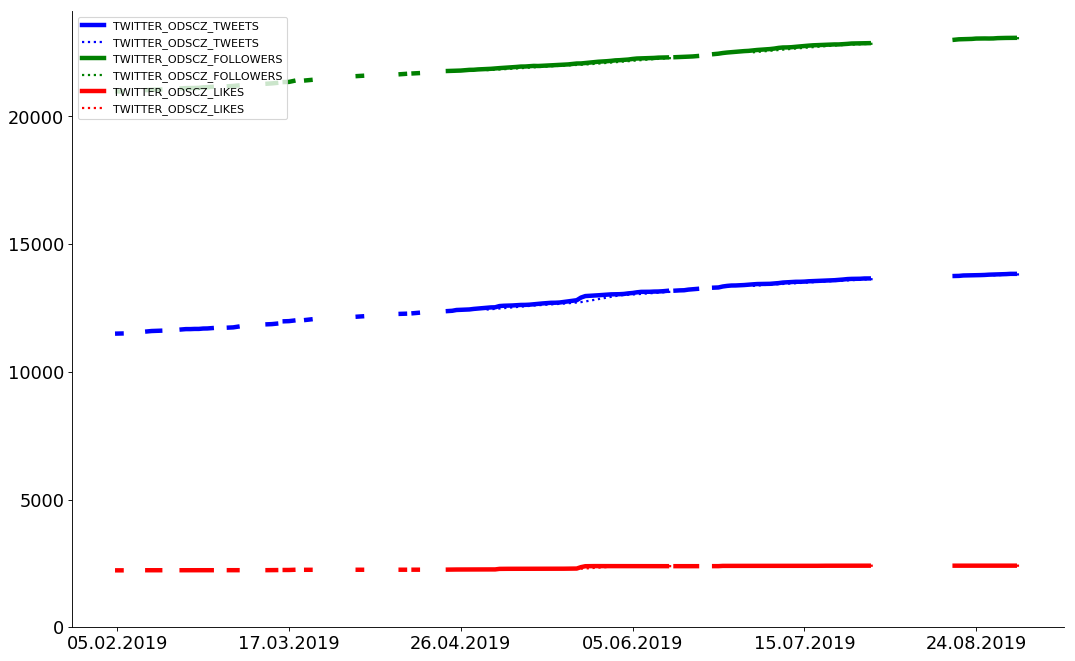 TWITTER_ODSCZ_TWEETS
TWITTER_ODSCZ_TWEETS
TWITTER_ODSCZ_FOLLOWERS
TWITTER_ODSCZ_FOLLOWERS
TWITTER_ODSCZ_LIKES
TWITTER_ODSCZ_LIKES
20000
15000
10000
5000
0
05.02.2019 17.03.2019 26.04.2019 05.06.2019 15.07.2019 24.08.2019